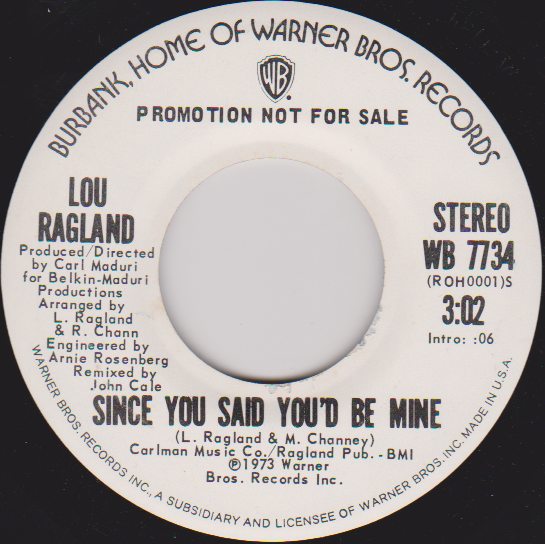 BURBANK, HOME OF WARNER BROS. RECORDS
WB
PROMOTION NOT FOR SALE
LOU
RAGLAND
Produced/Directed
by Carl Maduri
for Belkin-Maduri
Productions
Arranged by
L. Ragland
& R. Chann
Engineered by
Arnie Rosenberg
Remixed by
John Cale
STEREO
WB 7734
(ROH0001)S
3:02
Intro: :06
SINCE YOU SAID YOU'D BE MINE
(L. Ragland & M. Channey)
Carlman Music Co./Ragland Pub.-BMI
℗1973 Warner
Bros. Records Inc.
WARNER BROS. RECORDS INC., A SUBSIDIARY AND LICENSEE OF WARNER BROS. INC. MADE IN U.S.A.